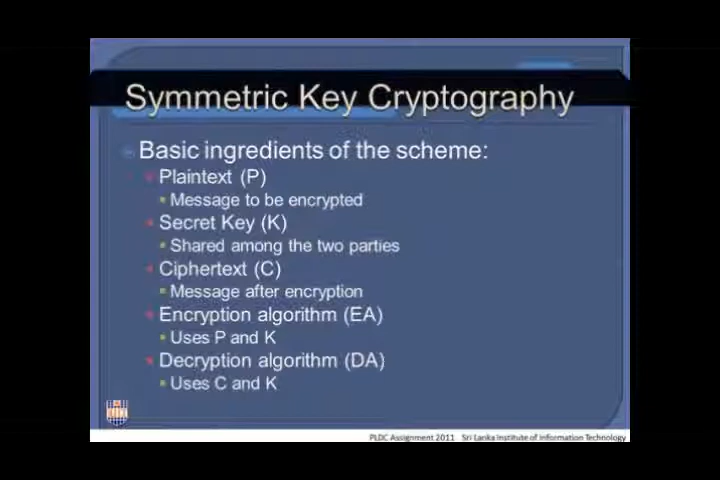 Symmetric Key Cryptography
Basic ingredients of the scheme:
Plaintext (P)
Message to be encrypted
Secret Key (K)
Shared among the two parties
Ciphertext (C)
Message after encryption
Encryption algorithm (EA)
Uses P and K
Decryption algorithm (DA)
Uses C and K
PLDC Assignment 2011 Sri Lanka Institute of Information Technology